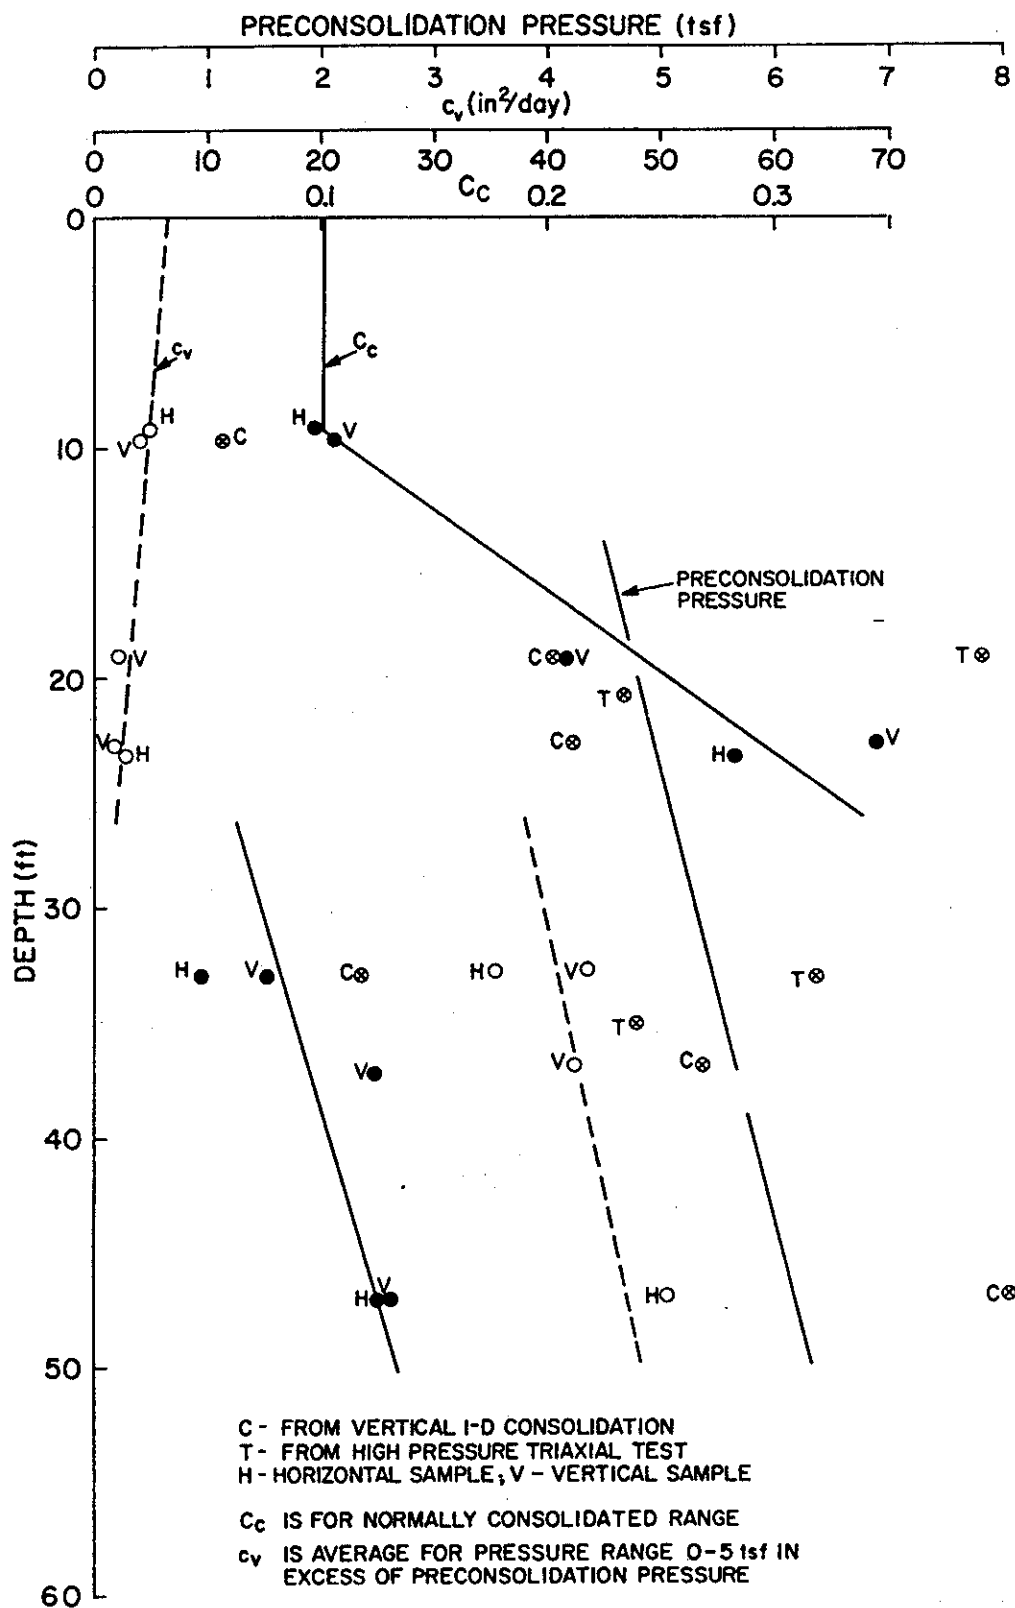 PRECONSOLIDATION PRESSURE (tsf)
0 1 2 3 4 5 6 7 8
cv (in²/day)
0 10 20 30 40 50 60 70
0 0.1 Cc 0.2 0.3
0
cv
Cc
H
V
C
H
V
10
PRECONSOLIDATION
PRESSURE
V
C
V
T
20
T
V
H
C
H
V
DEPTH (ft)
30
H
V
C
H
V
T
T
V
V
C
40
H
V
H
C
50
C - FROM VERTICAL 1-D CONSOLIDATION
T - FROM HIGH PRESSURE TRIAXIAL TEST
H - HORIZONTAL SAMPLE; V - VERTICAL SAMPLE
Cc IS FOR NORMALLY CONSOLIDATED RANGE
cv IS AVERAGE FOR PRESSURE RANGE 0-5 tsf IN
EXCESS OF PRECONSOLIDATION PRESSURE
60